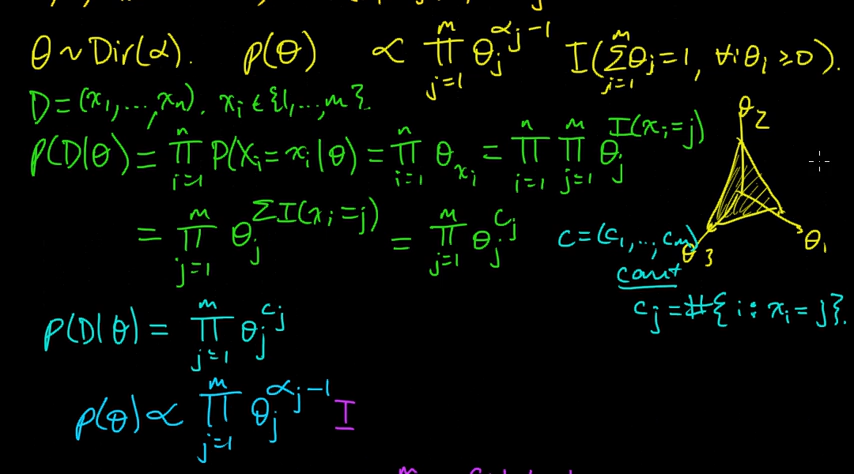 θ ~ Dir(α). p(θ) ∝ ∏_{j=1}^{m} θ_j^{α_j-1} I(∑_{j=1}^{m} θ_j = 1, ∀i θ_i ≥ 0).
D = (x_1, ..., x_n). x_i ∈ {1, ..., m}.
θ_2
P(D|θ) = ∏_{i=1}^{n} P(X_i = x_i | θ) = ∏_{i=1}^{n} θ_{x_i} = ∏_{i=1}^{n} ∏_{j=1}^{m} θ_j^{I(x_i = j)}
= ∏_{j=1}^{m} θ_j^{∑ I(x_i = j)} = ∏_{j=1}^{m} θ_j^{c_j}
c = (c_1, .., c_m)
θ_3 θ_1
count
c_j = #{i : x_i = j}.
P(D|θ) = ∏_{j=1}^{m} θ_j^{c_j}
p(θ) ∝ ∏_{j=1}^{m} θ_j^{α_j-1} I